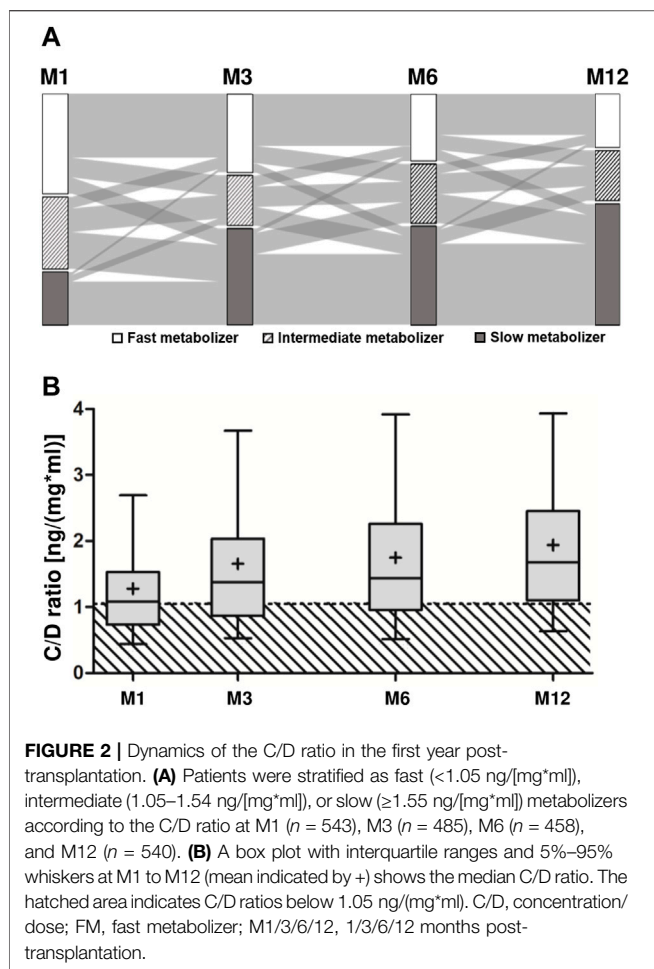 A
M1 M3 M6 M12
Fast metabolizer Intermediate metabolizer Slow metabolizer
B
C/D ratio [ng/(mg*ml)]
4
3
2
1
0
M1 M3 M6 M12
FIGURE 2 | Dynamics of the C/D ratio in the first year post-
transplantation. (A) Patients were stratified as fast (<1.05 ng/[mg*ml]),
intermediate (1.05–1.54 ng/[mg*ml]), or slow (≥1.55 ng/[mg*ml]) metabolizers
according to the C/D ratio at M1 (n = 543), M3 (n = 485), M6 (n = 458),
and M12 (n = 540). (B) A box plot with interquartile ranges and 5%–95%
whiskers at M1 to M12 (mean indicated by +) shows the median C/D ratio. The
hatched area indicates C/D ratios below 1.05 ng/(mg*ml). C/D, concentration/
dose; FM, fast metabolizer; M1/3/6/12, 1/3/6/12 months post-
transplantation.